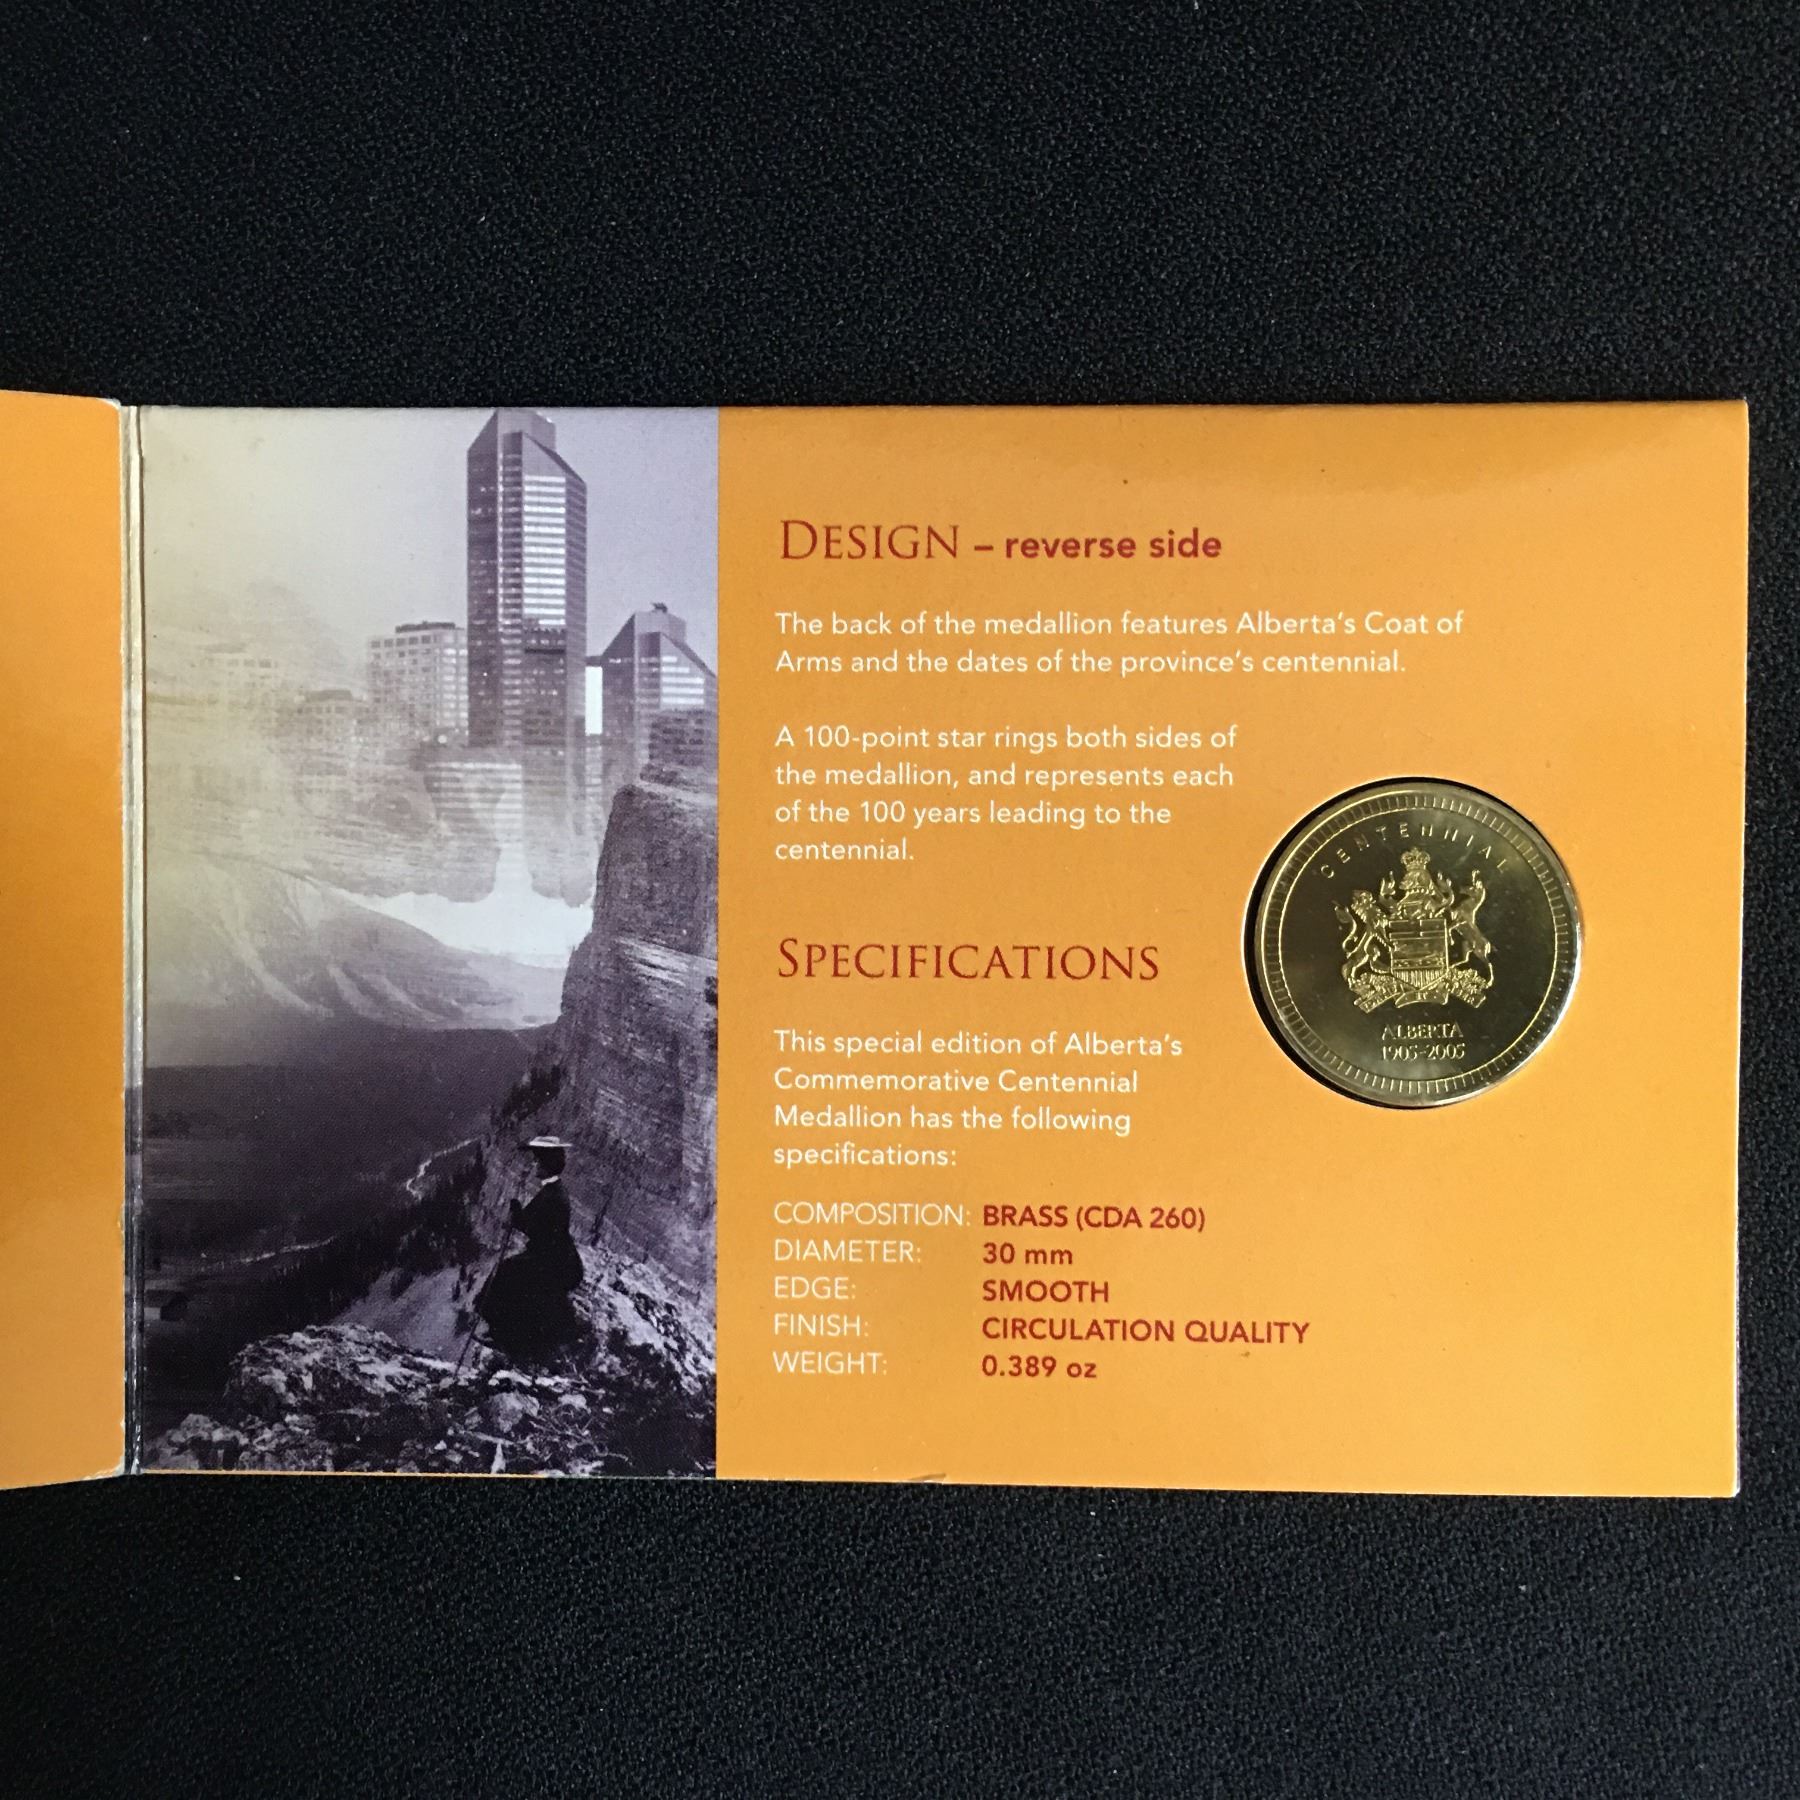 DESIGN – reverse side
The back of the medallion features Alberta's Coat of
Arms and the dates of the province's centennial.
A 100-point star rings both sides of
the medallion, and represents each
of the 100 years leading to the
centennial.
SPECIFICATIONS
This special edition of Alberta's
Commemorative Centennial
Medallion has the following
specifications:
COMPOSITION: BRASS (CDA 260)
DIAMETER: 30 mm
EDGE: SMOOTH
FINISH: CIRCULATION QUALITY
WEIGHT: 0.389 oz
CENTENNIAL
ALBERTA
1905-2005